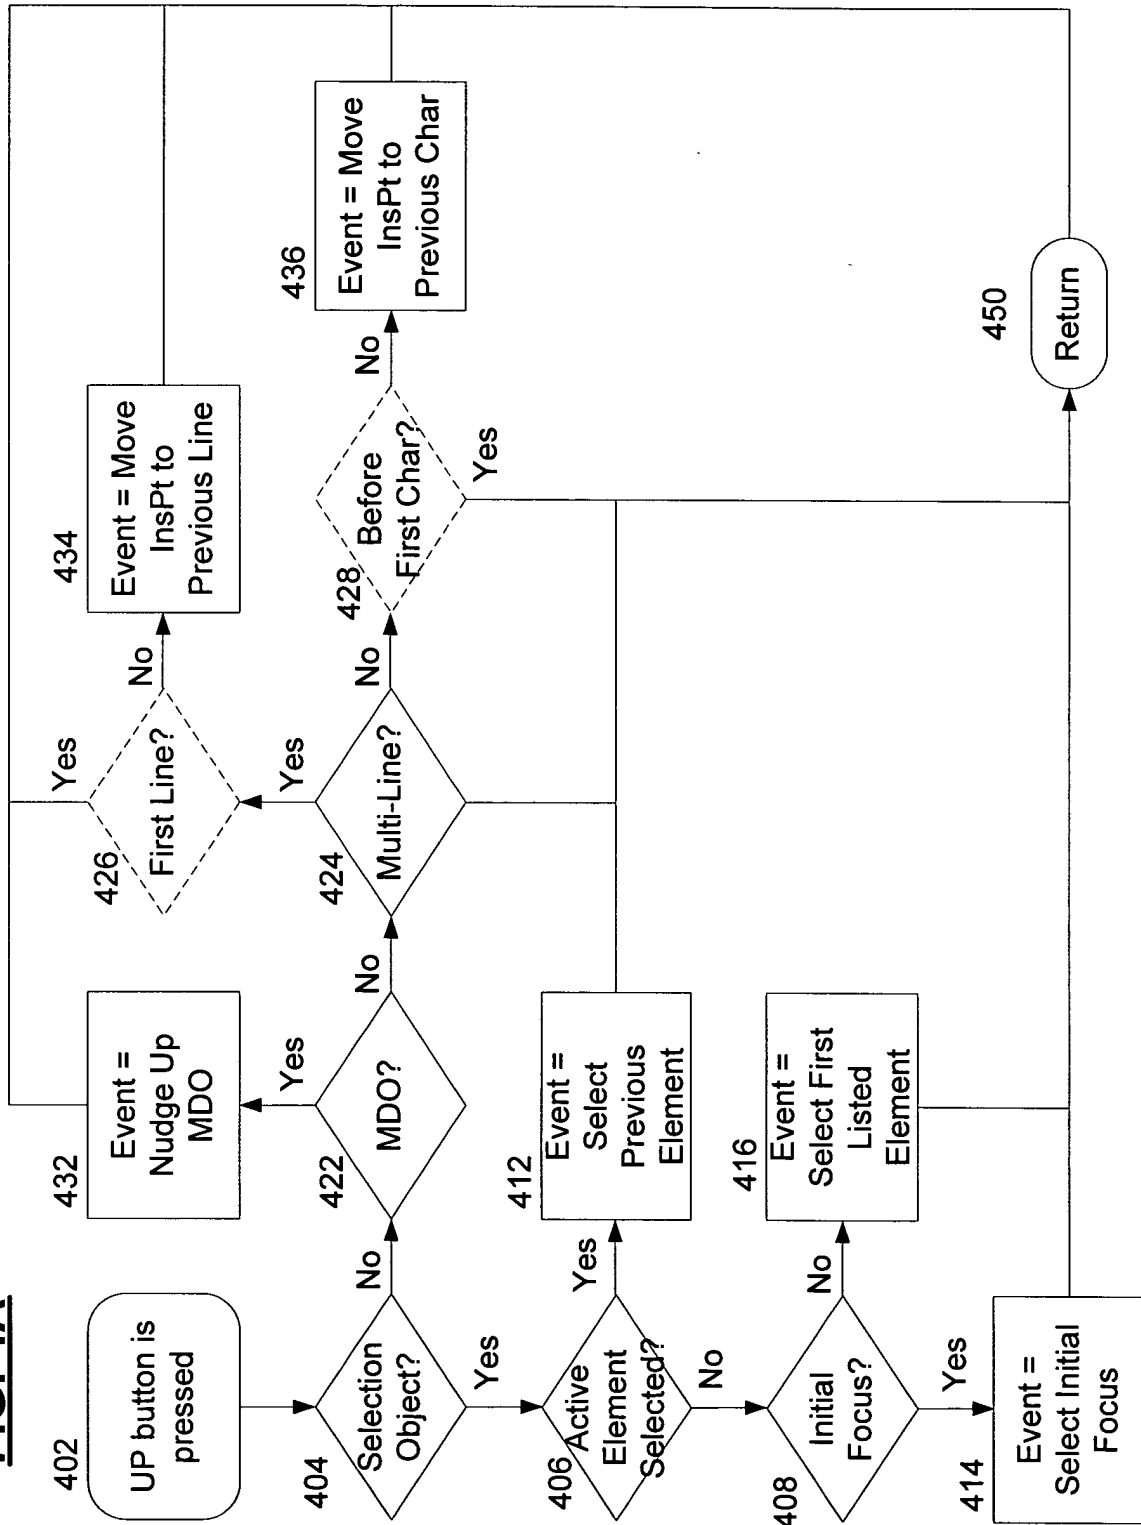 402
UP button is
pressed
404
Selection
Object?
No
Yes
406
Active
Element
Selected?
Yes
No
408
Initial
Focus?
No
Yes
414
Event =
Select Initial
Focus
432
Event =
Nudge Up
MDO
422
MDO?
Yes
No
412
Event =
Select
Previous
Element
416
Event =
Select First
Listed
Element
426
First Line?
Yes
No
424
Multi-Line?
Yes
No
434
Event = Move
InsPt to
Previous Line
428
Before
First Char?
No
Yes
436
Event = Move
InsPt to
Previous Char
450
Return